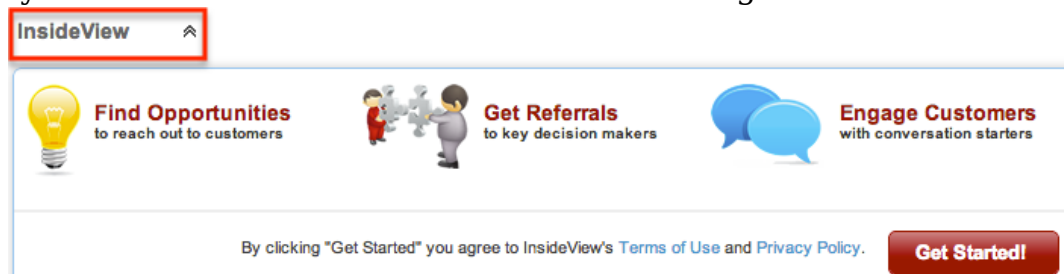 InsideView
Find Opportunities
to reach out to customers
Get Referrals
to key decision makers
Engage Customers
with conversation starters
By clicking "Get Started" you agree to InsideView's Terms of Use and Privacy Policy.
Get Started!